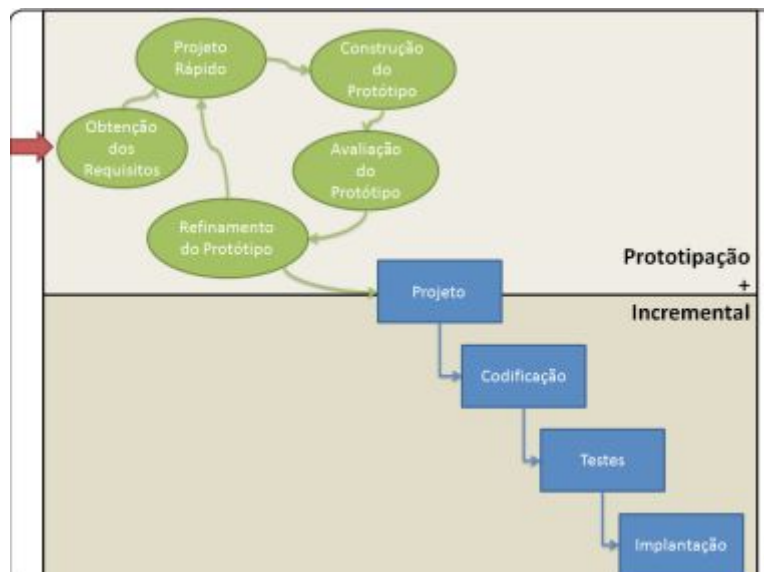 Projeto
Rápido
Construção
do
Protótipo
Obtenção
dos
Requisitos
Avaliação
do
Protótipo
Refinamento
do Protótipo
Prototipação
+
Incremental
Projeto
Codificação
Testes
Implantação